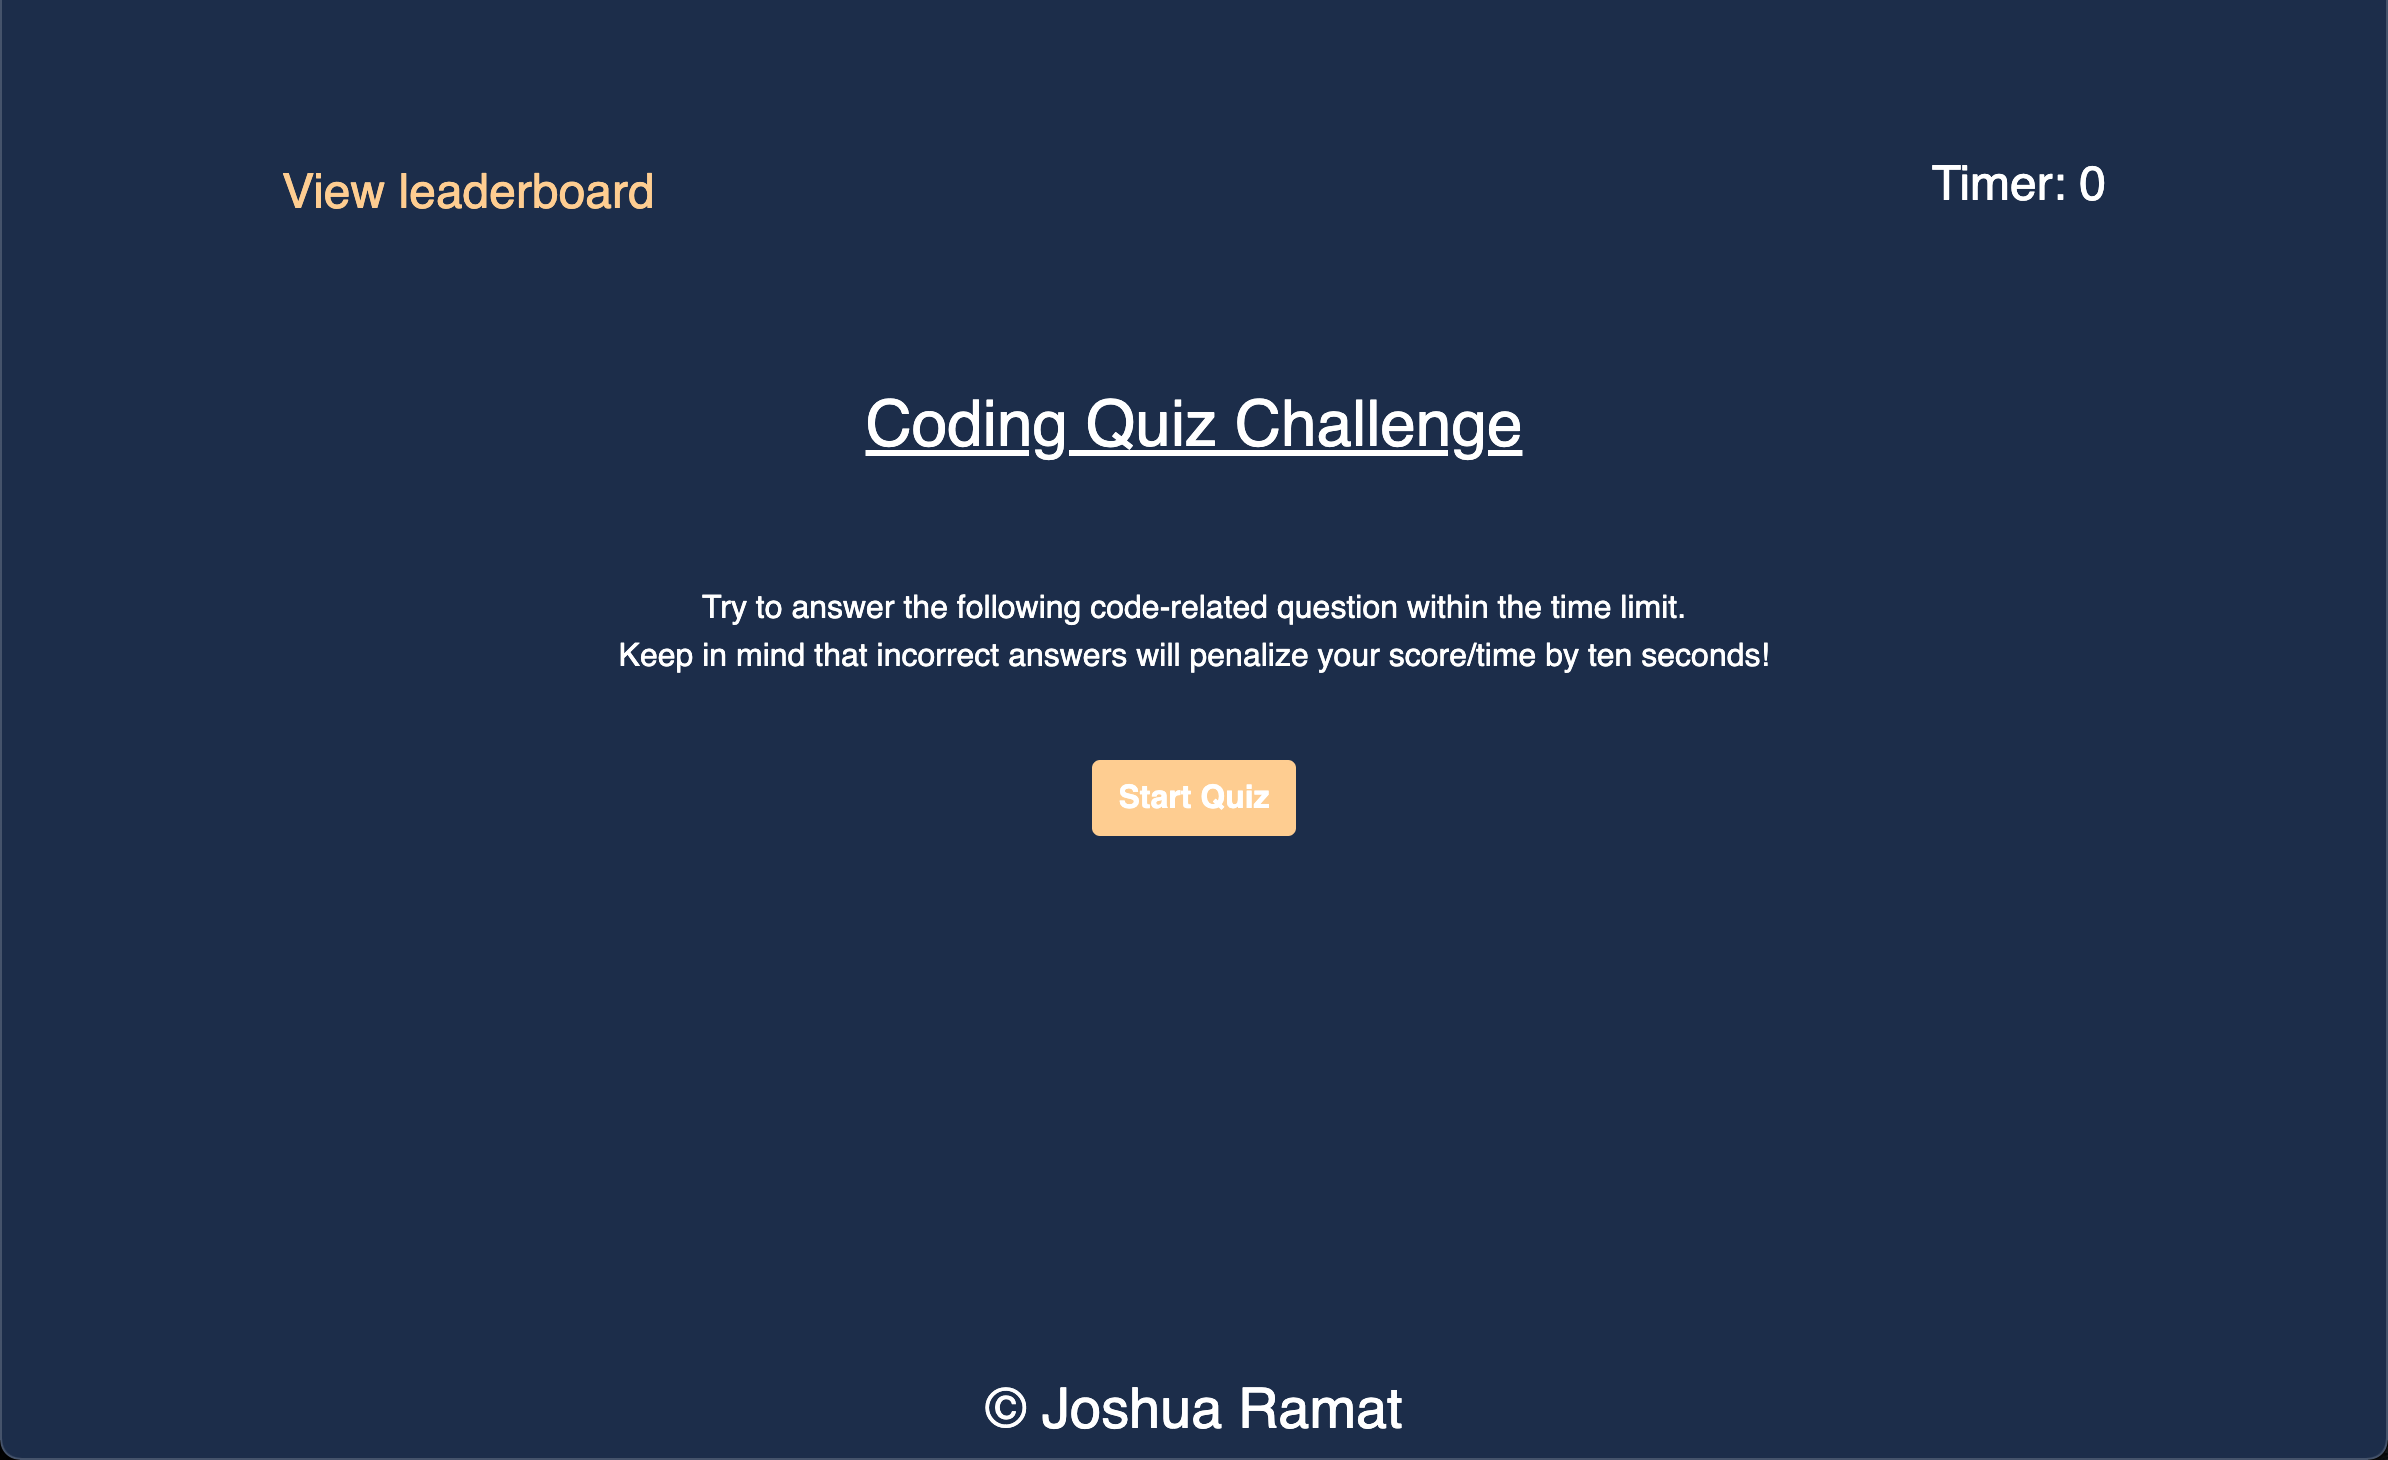 View leaderboard
Timer: 0
Coding Quiz Challenge
Try to answer the following code-related question within the time limit.
Keep in mind that incorrect answers will penalize your score/time by ten seconds!
Start Quiz
© Joshua Ramat